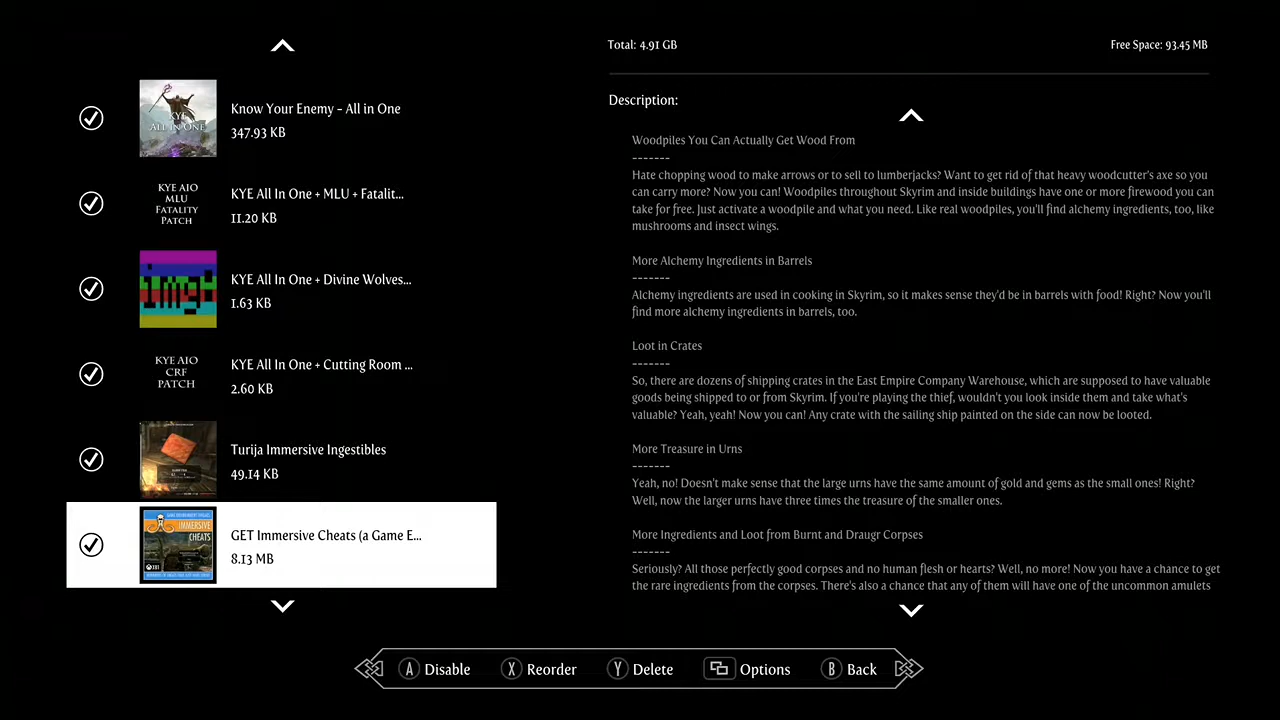 Total: 4.91 GB
Free Space: 93.45 MB
Know Your Enemy - All in One
347.93 KB
KYE
ALL IN ONE
KYE All In One + MLU + Fatalit...
11.20 KB
KYE AIO
MLU
FATALITY
PATCH
KYE All In One + Divine Wolves...
1.63 KB
KYE All In One + Cutting Room ...
2.60 KB
KYE AIO
CRF
PATCH
Turija Immersive Ingestibles
49.14 KB
GET Immersive Cheats (a Game E...
8.13 MB
IMMERSIVE
CHEATS
Description:
Woodpiles You Can Actually Get Wood From
-------
Hate chopping wood to make arrows or to sell to lumberjacks? Want to get rid of that heavy woodcutter's axe so you
can carry more? Now you can! Woodpiles throughout Skyrim and inside buildings have one or more firewood you can
take for free. Just activate a woodpile and what you need. Like real woodpiles, you'll find alchemy ingredients, too, like
mushrooms and insect wings.
More Alchemy Ingredients in Barrels
-------
Alchemy ingredients are used in cooking in Skyrim, so it makes sense they'd be in barrels with food! Right? Now you'll
find more alchemy ingredients in barrels, too.
Loot in Crates
-------
So, there are dozens of shipping crates in the East Empire Company Warehouse, which are supposed to have valuable
goods being shipped to or from Skyrim. If you're playing the thief, wouldn't you look inside them and take what's
valuable? Yeah, yeah! Now you can! Any crate with the sailing ship painted on the side can now be looted.
More Treasure in Urns
-------
Yeah, no! Doesn't make sense that the large urns have the same amount of gold and gems as the small ones! Right?
Well, now the larger urns have three times the treasure of the smaller ones.
More Ingredients and Loot from Burnt and Draugr Corpses
-------
Seriously? All those perfectly good corpses and no human flesh or hearts? Well, no more! Now you have a chance to get
the rare ingredients from the corpses. There's also a chance that any of them will have one of the uncommon amulets
A Disable
X Reorder
Y Delete
Options
B Back